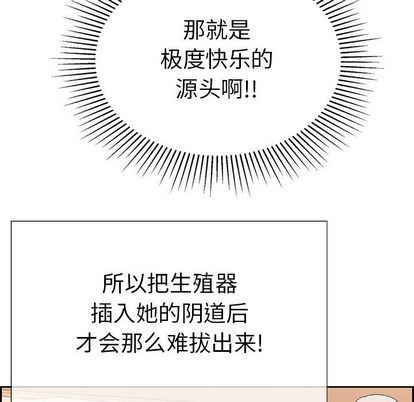 那就是
极度快乐的
源头啊!!
所以把生殖器
插入她的阴道后
才会那么难拔出来!